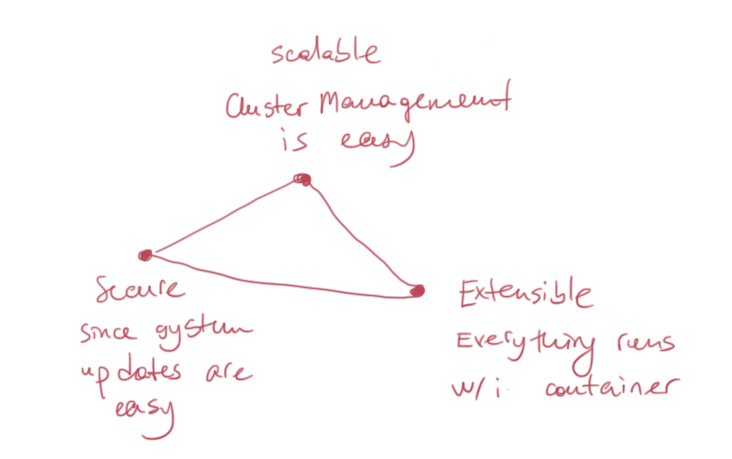 scalable
Cluster Management
is easy
Secure
since system
updates are
easy
Extensible
Everything runs
w/i container